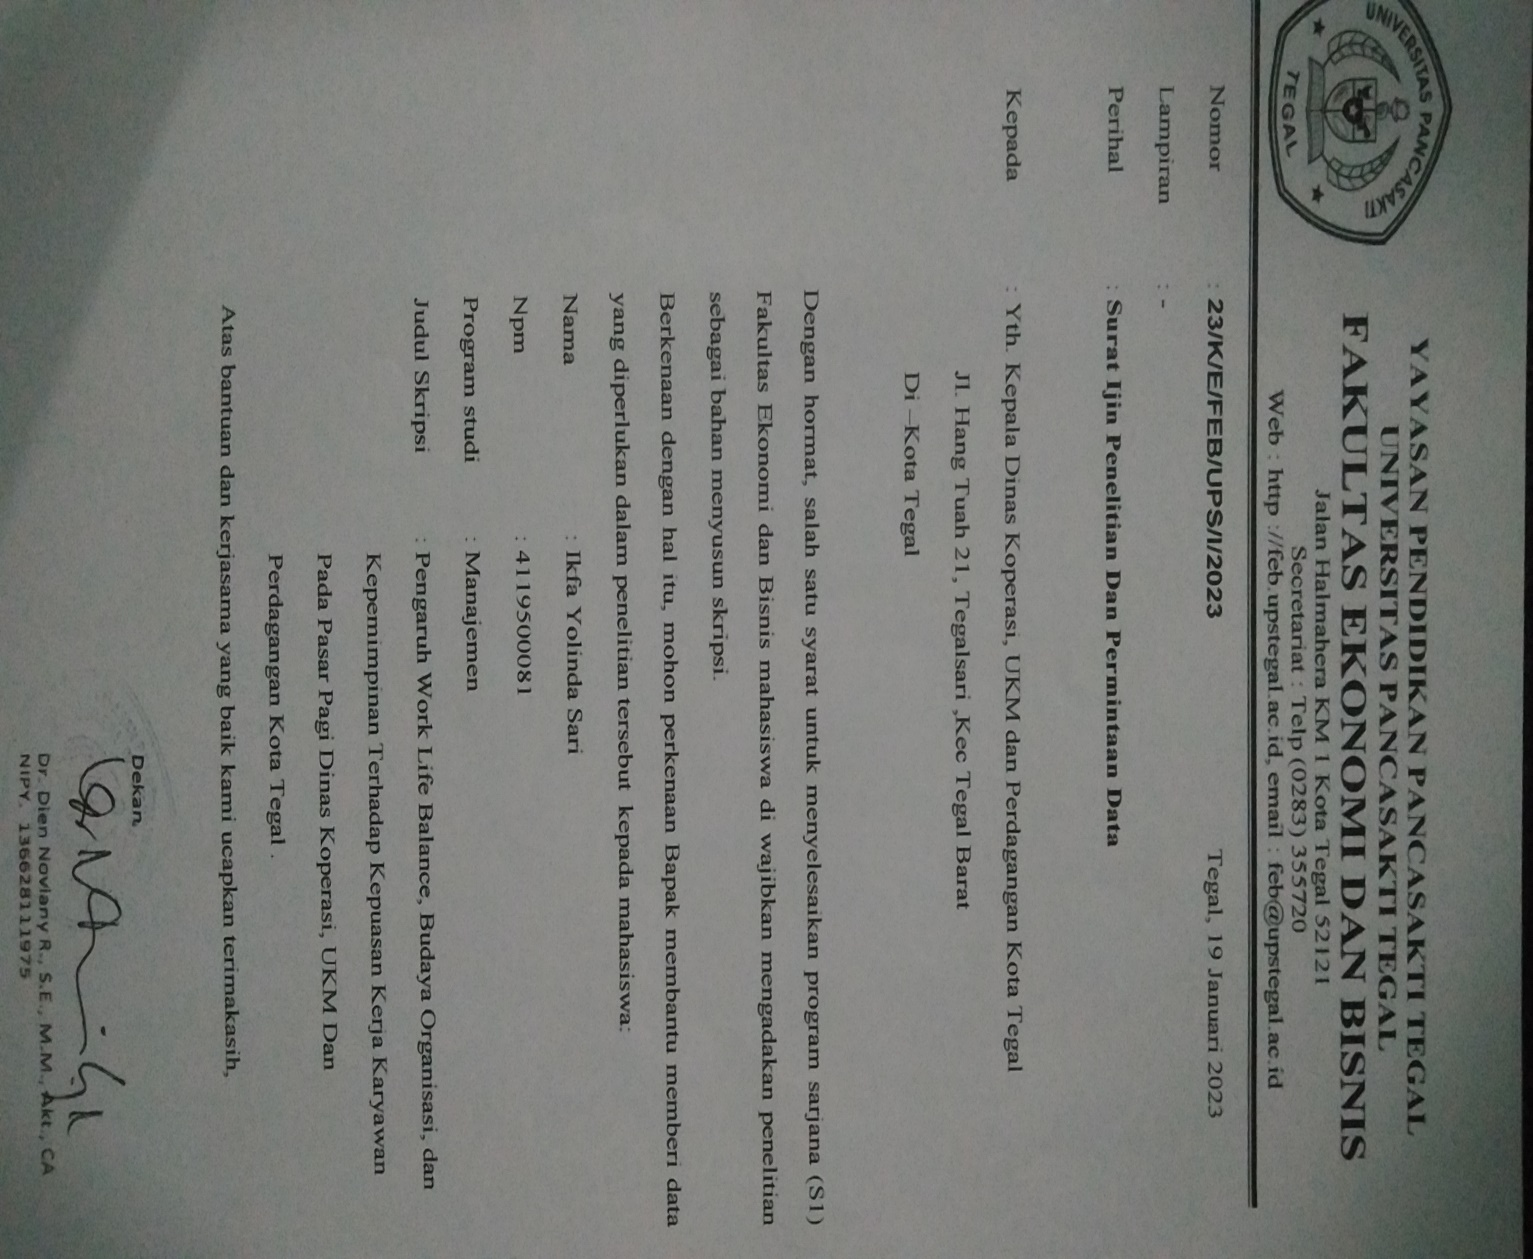 UNIVERSITAS PANCASAKTI
TEGAL
YAYASAN PENDIDIKAN PANCASAKTI TEGAL
UNIVERSITAS PANCASAKTI TEGAL
FAKULTAS EKONOMI DAN BISNIS
Jalan Halmahera KM 1 Kota Tegal 52121
Secretariat : Telp (0283) 355720
Web : http ://feb.upstegal.ac.id, email : feb@upstegal.ac.id
Nomor : 23/K/E/FEB/UPS/I/2023 Tegal, 19 Januari 2023
Lampiran : -
Perihal : Surat Ijin Penelitian Dan Permintaan Data
Kepada : Yth. Kepala Dinas Koperasi, UKM dan Perdagangan Kota Tegal
Jl. Hang Tuah 21, Tegalsari ,Kec Tegal Barat
Di –Kota Tegal
Dengan hormat, salah satu syarat untuk menyelesaikan program sarjana (S1)
Fakultas Ekonomi dan Bisnis mahasiswa di wajibkan mengadakan penelitian
sebagai bahan menyusun skripsi.
Berkenaan dengan hal itu, mohon perkenaan Bapak membantu memberi data
yang diperlukan dalam penelitian tersebut kepada mahasiswa:
Nama : Ikfa Yolinda Sari
Npm : 4119500081
Program studi : Manajemen
Judul Skripsi : Pengaruh Work Life Balance, Budaya Organisasi, dan
Kepemimpinan Terhadap Kepuasan Kerja Karyawan
Pada Pasar Pagi Dinas Koperasi, UKM Dan
Perdagangan Kota Tegal .
Atas bantuan dan kerjasama yang baik kami ucapkan terimakasih,
Dekan,
Dr. Dien Noviany R., S.E., M.M., Akt., CA
NIPY. 136628111975